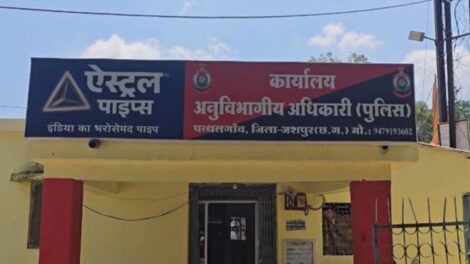 ऐस्ट्रल
पाइप्स
इंडिया का भरोसेमंद पाइप
कार्यालय
अनुविभागीय अधिकारी (पुलिस)
पत्थलगाँव, जिला-जशपुर(छ.ग.) मो.: 9479193602